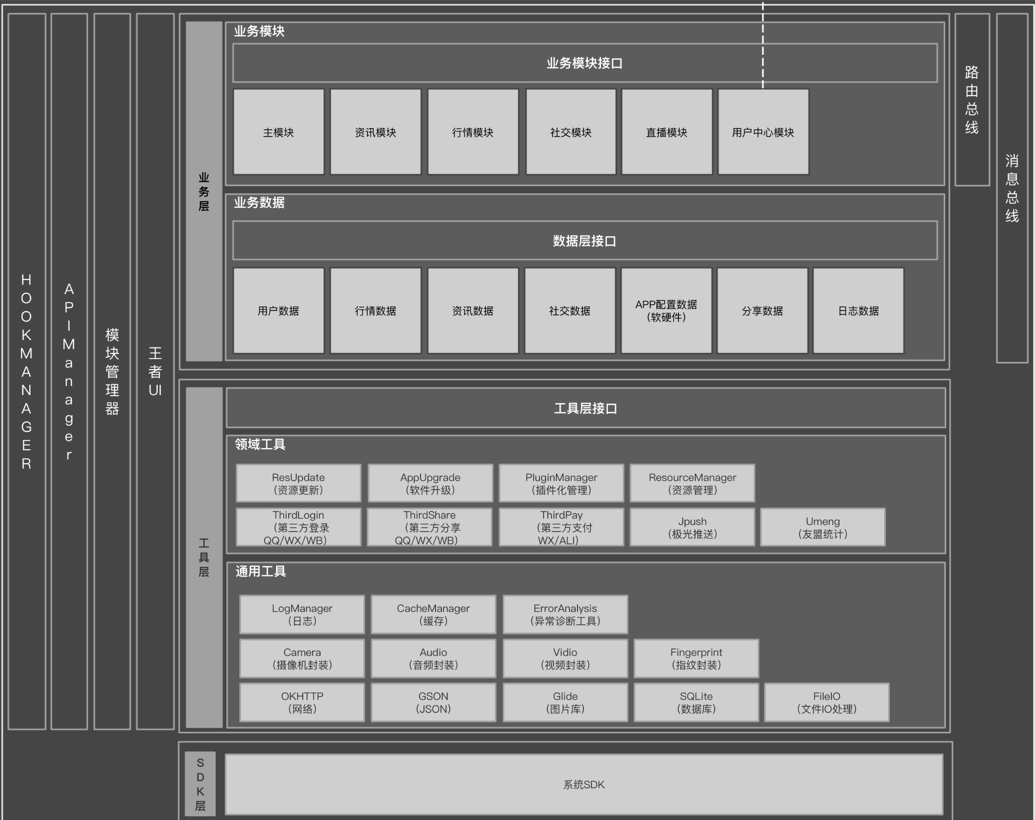 HOOKMANAGER
APIManager
模块管理器
王者UI
业务层
业务模块
业务模块接口
主模块
资讯模块
行情模块
社交模块
直播模块
用户中心模块
业务数据
数据层接口
用户数据
行情数据
资讯数据
社交数据
APP配置数据
（软硬件）
分享数据
日志数据
路由总线
消息总线
工具层
工具层接口
领域工具
ResUpdate
（资源更新）
AppUpgrade
（软件升级）
PluginManager
（插件化管理）
ResourceManager
（资源管理）
ThirdLogin
（第三方登录
QQ/WX/WB）
ThirdShare
（第三方分享
QQ/WX/WB）
ThirdPay
（第三方支付
WX/ALI）
Jpush
（极光推送）
Umeng
（友盟统计）
通用工具
LogManager
（日志）
CacheManager
（缓存）
ErrorAnalysis
（异常诊断工具）
Camera
（摄像机封装）
Audio
（音频封装）
Vidio
（视频封装）
Fingerprint
（指纹封装）
OKHTTP
（网络）
GSON
（JSON）
Glide
（图片库）
SQLite
（数据库）
FileIO
（文件IO处理）
SDK层
系统SDK